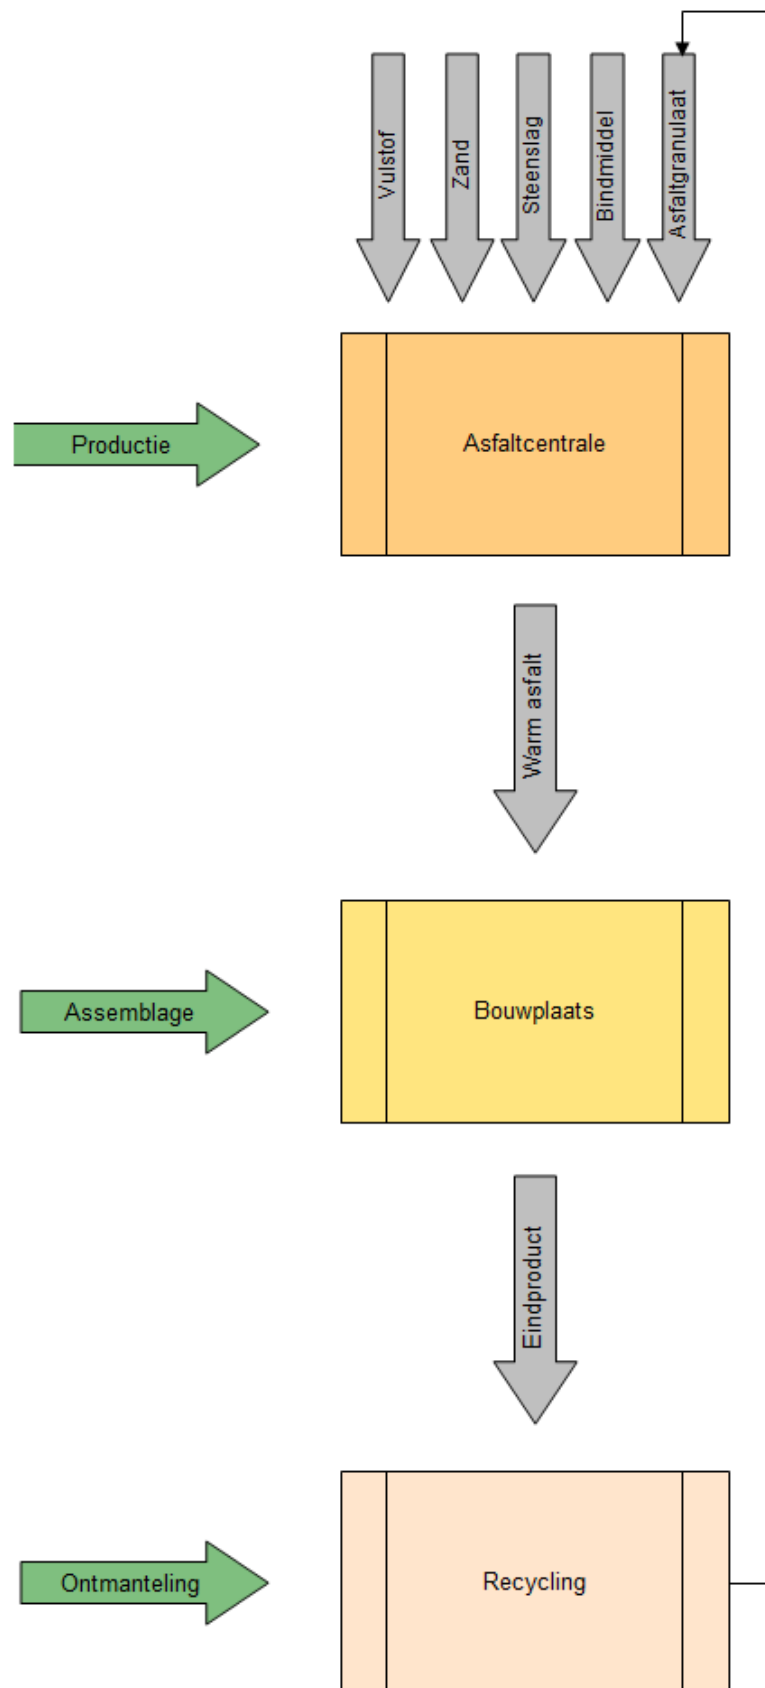 Vulstof
Zand
Steenslag
Bindmiddel
Asfaltgranulaat
Productie
Asfaltcentrale
Warm asfalt
Assemblage
Bouwplaats
Eindproduct
Ontmanteling
Recycling